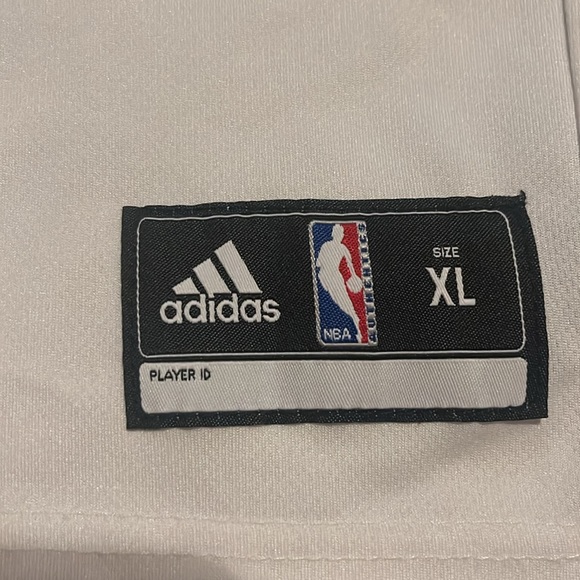 adidas
NBA
AUTHENTICS
SIZE
XL
PLAYER ID